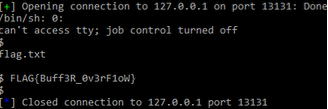 [+] Opening connection to 127.0.0.1 on port 13131: Done
/bin/sh: 0:
can't access tty; job control turned off
$
flag.txt
$ FLAG{Buff3R_0v3rF1oW}
$
[*] Closed connection to 127.0.0.1 port 13131